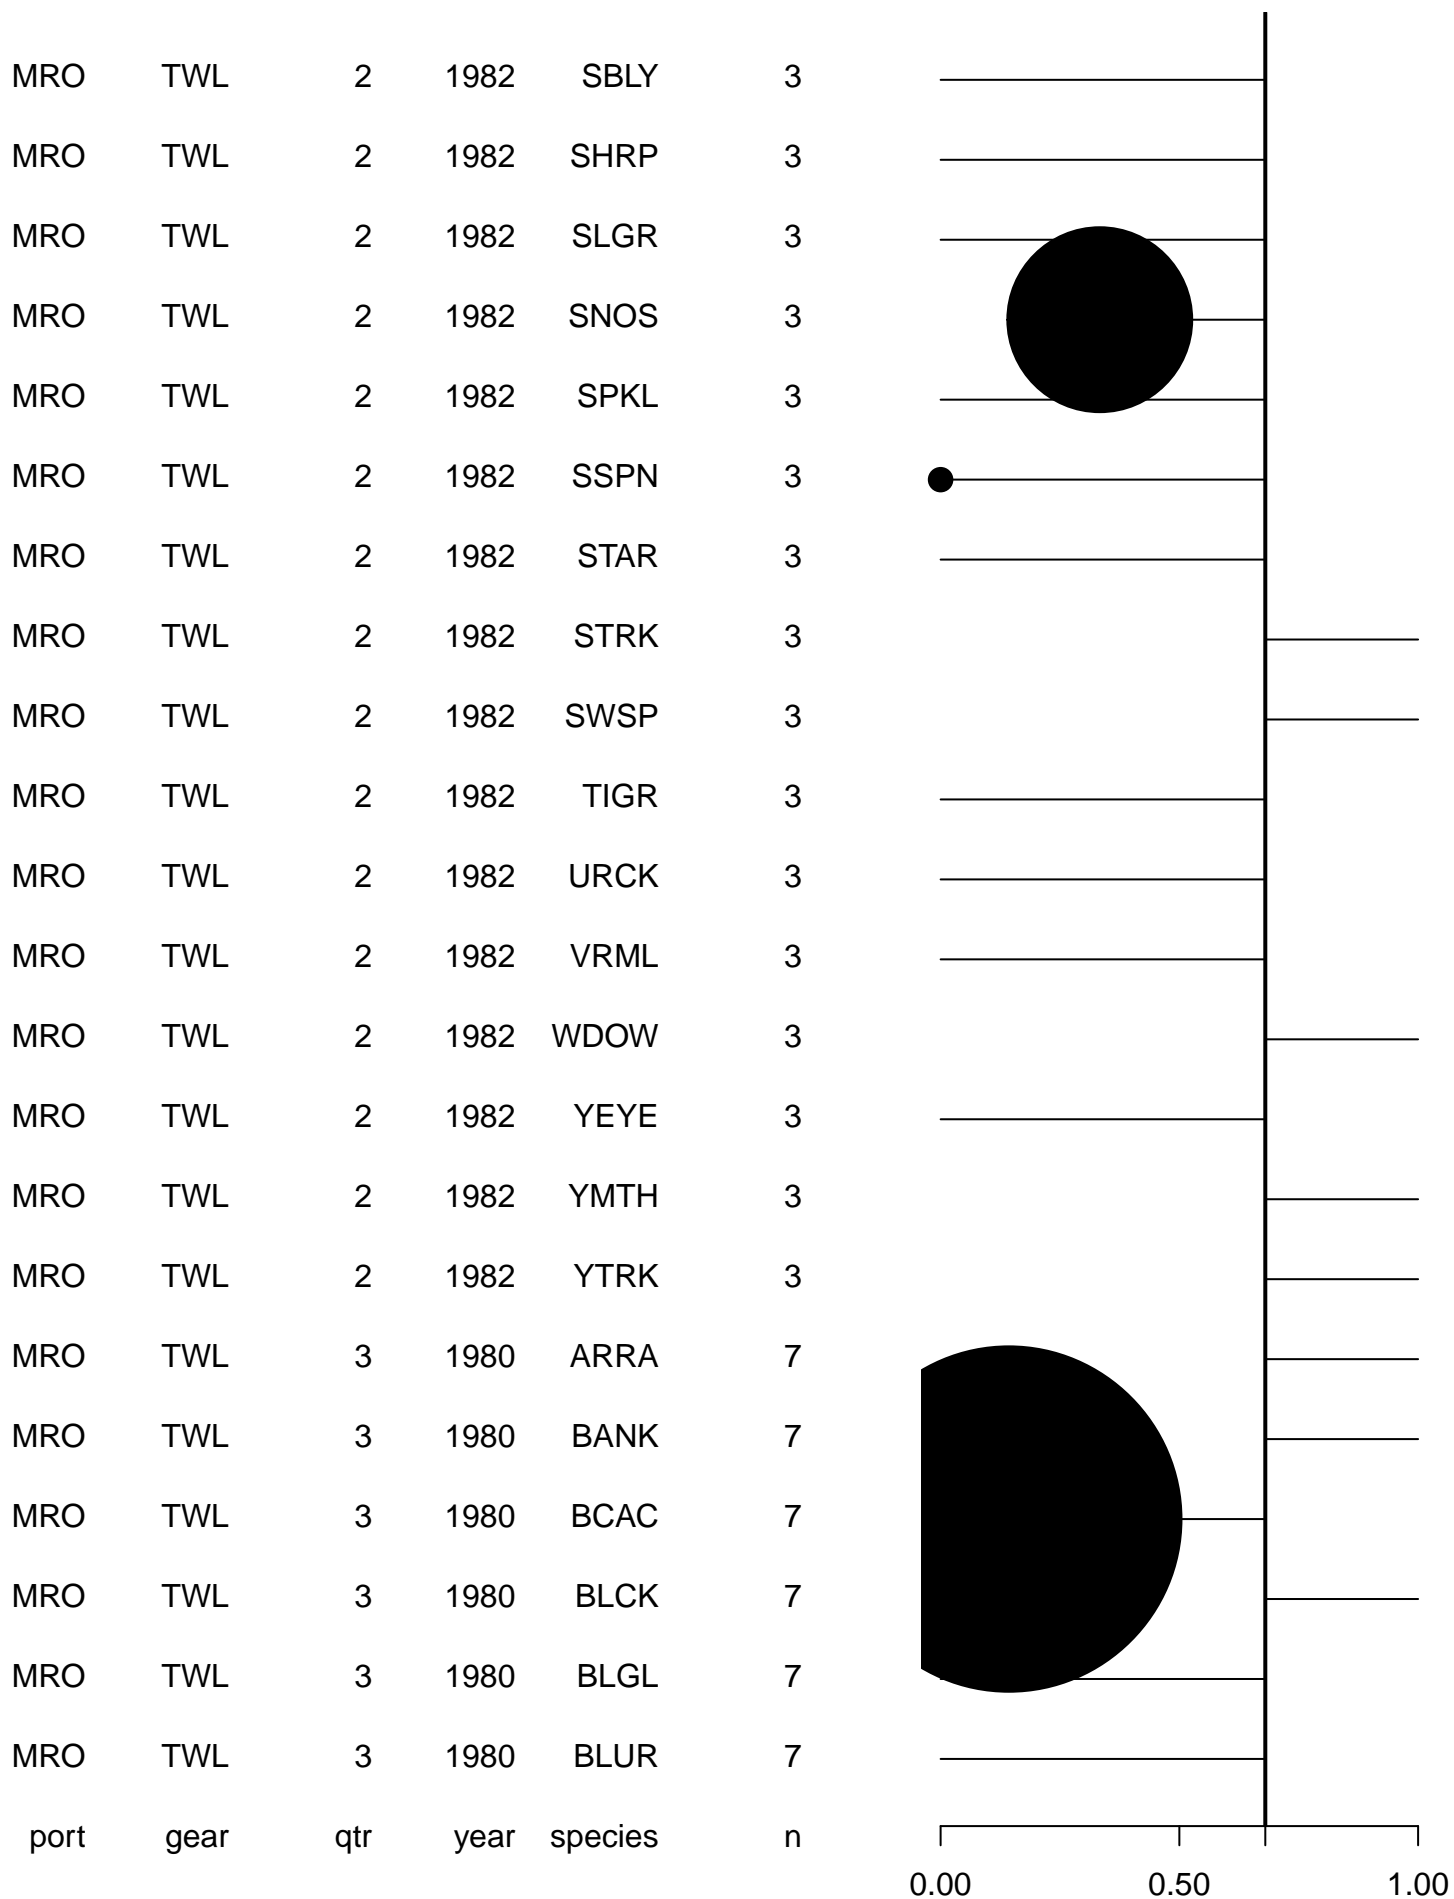 MRO TWL 2 1982 SBLY 3
MRO TWL 2 1982 SHRP 3
MRO TWL 2 1982 SLGR 3
MRO TWL 2 1982 SNOS 3
MRO TWL 2 1982 SPKL 3
MRO TWL 2 1982 SSPN 3
MRO TWL 2 1982 STAR 3
MRO TWL 2 1982 STRK 3
MRO TWL 2 1982 SWSP 3
MRO TWL 2 1982 TIGR 3
MRO TWL 2 1982 URCK 3
MRO TWL 2 1982 VRML 3
MRO TWL 2 1982 WDOW 3
MRO TWL 2 1982 YEYE 3
MRO TWL 2 1982 YMTH 3
MRO TWL 2 1982 YTRK 3
MRO TWL 3 1980 ARRA 7
MRO TWL 3 1980 BANK 7
MRO TWL 3 1980 BCAC 7
MRO TWL 3 1980 BLCK 7
MRO TWL 3 1980 BLGL 7
MRO TWL 3 1980 BLUR 7
port gear qtr year species n
0.00 0.50 1.00